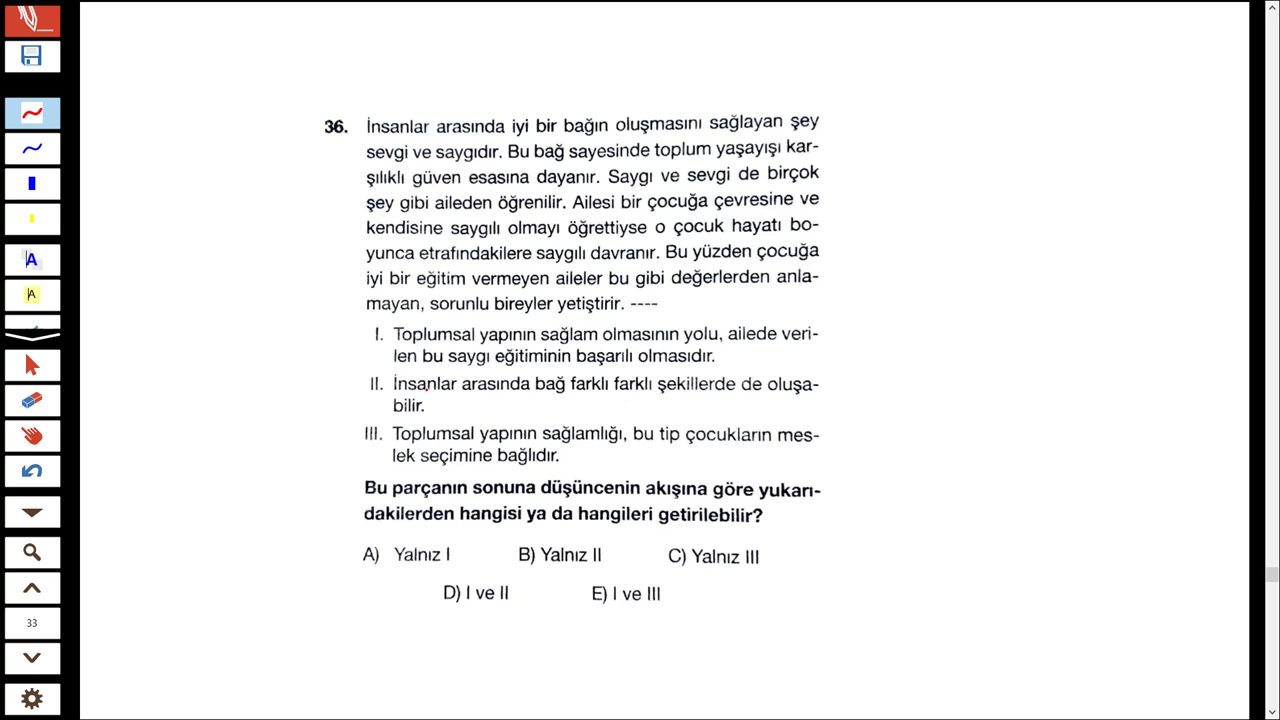 36. İnsanlar arasında iyi bir bağın oluşmasını sağlayan şey
sevgi ve saygıdır. Bu bağ sayesinde toplum yaşayışı kar-
şılıklı güven esasına dayanır. Saygı ve sevgi de birçok
şey gibi aileden öğrenilir. Ailesi bir çocuğa çevresine ve
kendisine saygılı olmayı öğrettiyse o çocuk hayatı bo-
yunca etrafındakilere saygılı davranır. Bu yüzden çocuğa
iyi bir eğitim vermeyen aileler bu gibi değerlerden anla-
mayan, sorunlu bireyler yetiştirir. ----
I. Toplumsal yapının sağlam olmasının yolu, ailede veri-
len bu saygı eğitiminin başarılı olmasıdır.
II. İnsanlar arasında bağ farklı farklı şekillerde de oluşa-
bilir.
III. Toplumsal yapının sağlamlığı, bu tip çocukların mes-
lek seçimine bağlıdır.
Bu parçanın sonuna düşüncenin akışına göre yukarı-
dakilerden hangisi ya da hangileri getirilebilir?
A) Yalnız I B) Yalnız II C) Yalnız III
D) I ve II E) I ve III
A
A
33